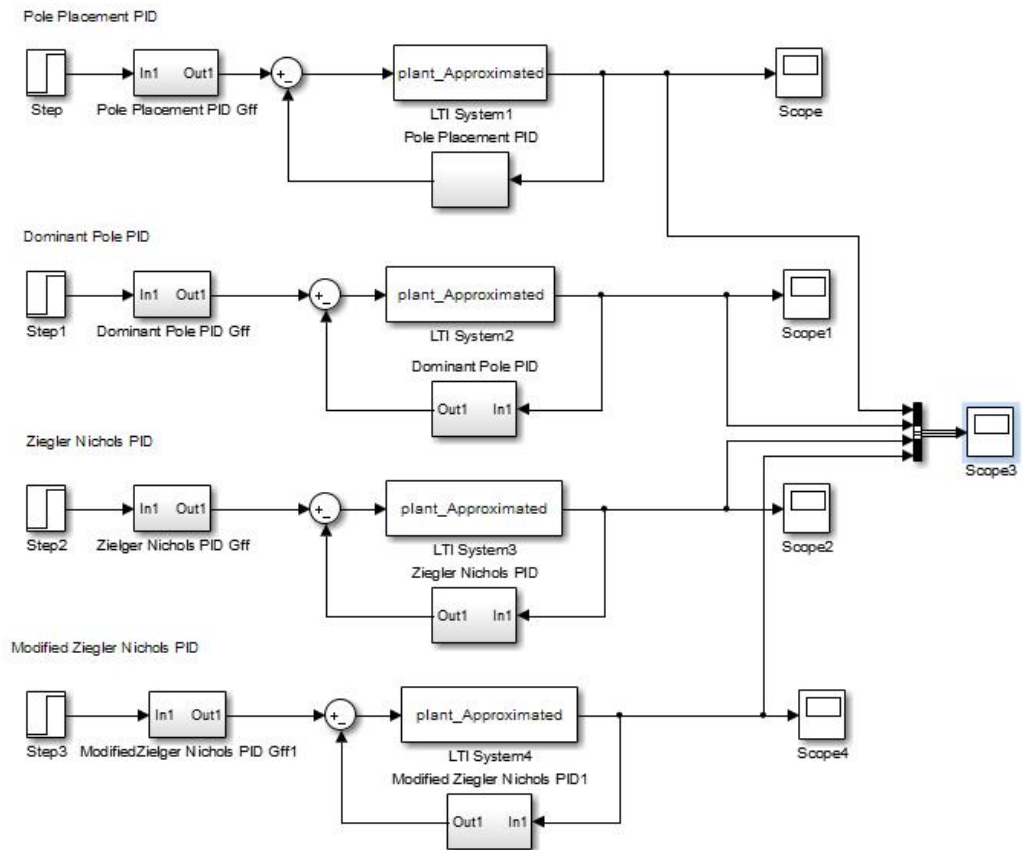 Pole Placement PID
In1 Out1
+_
plant_Approximated
Step
Pole Placement PID Gff
LTI System1
Scope
Pole Placement PID
Dominant Pole PID
In1 Out1
+_
plant_Approximated
Step1
Dominant Pole PID Gff
LTI System2
Scope1
Dominant Pole PID
Out1 In1
Scope3
Ziegler Nichols PID
In1 Out1
+_
plant_Approximated
Step2
Zielger Nichols PID Gff
LTI System3
Scope2
Ziegler Nichols PID
Out1 In1
Modified Ziegler Nichols PID
In1 Out1
+_
plant_Approximated
Step3
ModifiedZielger Nichols PID Gff1
LTI System4
Scope4
Modified Ziegler Nichols PID1
Out1 In1